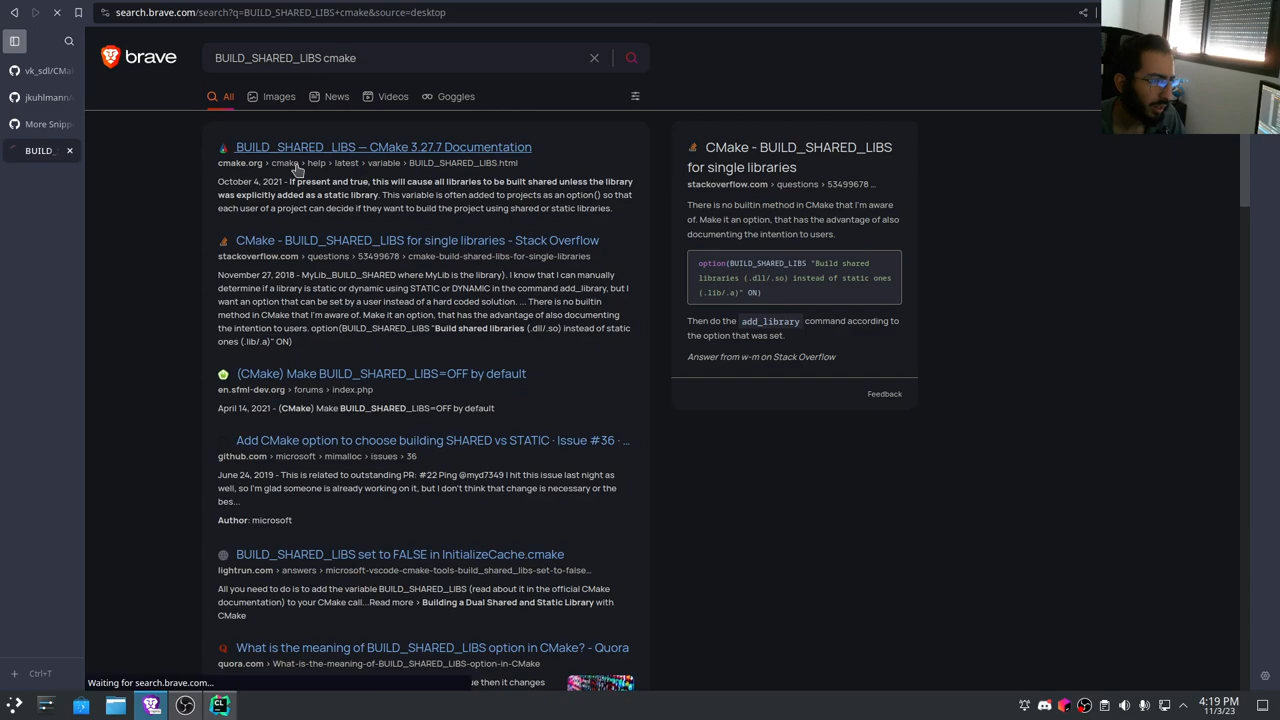 search.brave.com/search?q=BUILD_SHARED_LIBS+cmake&source=desktop
brave
BUILD_SHARED_LIBS cmake
vk_sdl/CMal
jkuhlmann/
More Snipp
BUILD_
All
Images
News
Videos
Goggles
BUILD_SHARED_LIBS — CMake 3.27.7 Documentation
cmake.org › cmake › help › latest › variable › BUILD_SHARED_LIBS.html
October 4, 2021 - If present and true, this will cause all libraries to be built shared unless the library
was explicitly added as a static library. This variable is often added to projects as an option() so that
each user of a project can decide if they want to build the project using shared or static libraries.
CMake - BUILD_SHARED_LIBS for single libraries - Stack Overflow
stackoverflow.com › questions › 53499678 › cmake-build-shared-libs-for-single-libraries
November 27, 2018 - MyLib_BUILD_SHARED where MyLib is the library). I know that I can manually
determine if a library is static or dynamic using STATIC or DYNAMIC in the command add_library, but I
want an option that can be set by a user instead of a hard coded solution. ... There is no builtin
method in CMake that I'm aware of. Make it an option, that has the advantage of also documenting
the intention to users. option(BUILD_SHARED_LIBS "Build shared libraries (.dll/.so) instead of static
ones (.lib/.a)" ON)
(CMake) Make BUILD_SHARED_LIBS=OFF by default
en.sfml-dev.org › forums › index.php
April 14, 2021 - (CMake) Make BUILD_SHARED_LIBS=OFF by default
Add CMake option to choose building SHARED vs STATIC · Issue #36 · ...
github.com › microsoft › mimalloc › issues › 36
June 24, 2019 - This is related to outstanding PR: #22 Ping @myd7349 I hit this issue last night as
well, so I'm glad someone is already working on it, but I don't think that change is necessary or the
bes...
Author: microsoft
BUILD_SHARED_LIBS set to FALSE in InitializeCache.cmake
lightrun.com › answers › microsoft-vscode-cmake-tools-build_shared_libs-set-to-false...
All you need to do is to add the variable BUILD_SHARED_LIBS (read about it in the official CMake
documentation) to your CMake call...Read more › Building a Dual Shared and Static Library with
CMake
What is the meaning of BUILD_SHARED_LIBS option in CMake? - Quora
quora.com › What-is-the-meaning-of-BUILD_SHARED_LIBS-option-in-CMake
ue then it changes
CMake - BUILD_SHARED_LIBS
for single libraries
stackoverflow.com › questions › 53499678 ...
There is no builtin method in CMake that I'm aware
of. Make it an option, that has the advantage of also
documenting the intention to users.
option(BUILD_SHARED_LIBS "Build shared
libraries (.dll/.so) instead of static ones
(.lib/.a)" ON)
Then do the add_library command according to
the option that was set.
Answer from w-m on Stack Overflow
Feedback
Ctrl+T
Waiting for search.brave.com...
CL
4:19 PM
11/3/23